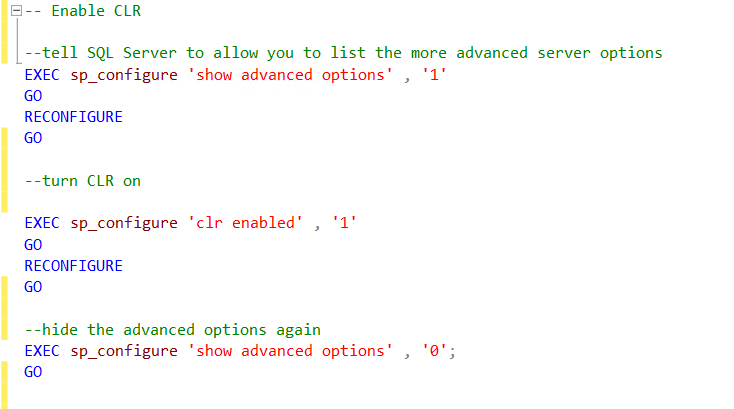 -- Enable CLR
--tell SQL Server to allow you to list the more advanced server options
EXEC sp_configure 'show advanced options' , '1'
GO
RECONFIGURE
GO
--turn CLR on
EXEC sp_configure 'clr enabled' , '1'
GO
RECONFIGURE
GO
--hide the advanced options again
EXEC sp_configure 'show advanced options' , '0';
GO